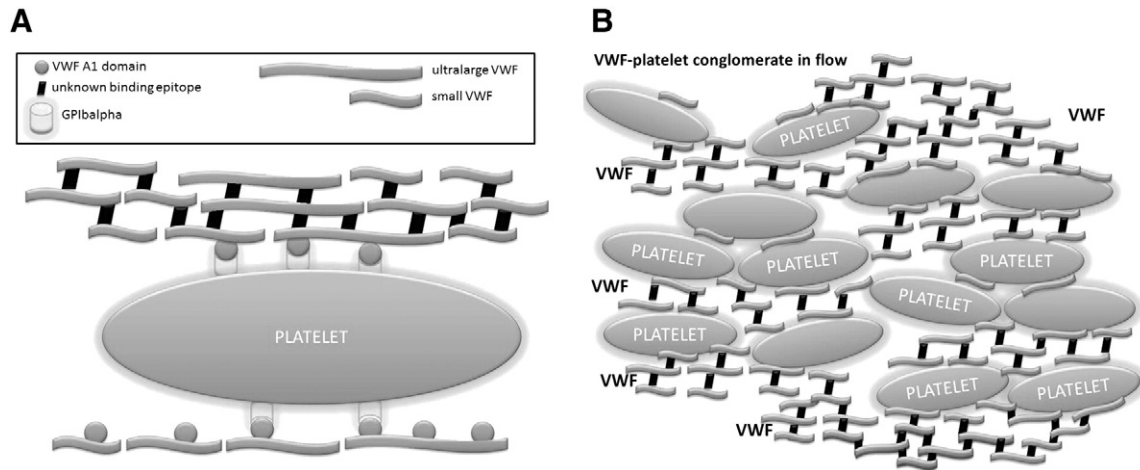 A
VWF A1 domain
unknown binding epitope
GPIbalpha
ultralarge VWF
small VWF
PLATELET
B
VWF-platelet conglomerate in flow
VWF
PLATELET
VWF
PLATELET
PLATELET
PLATELET
VWF
PLATELET
PLATELET
VWF
PLATELET
PLATELET
VWF